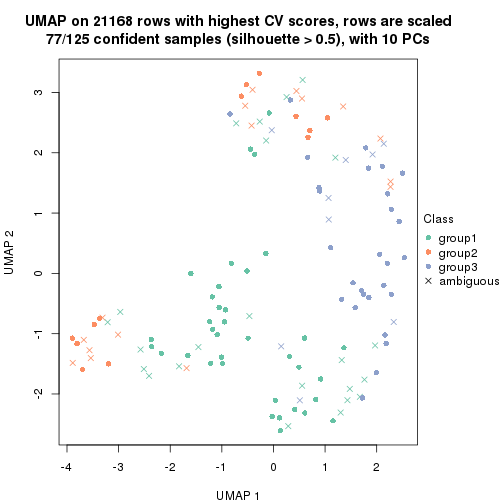 UMAP on 21168 rows with highest CV scores, rows are scaled
77/125 confident samples (silhouette > 0.5), with 10 PCs
3
2
1
0
-1
-2
UMAP 2
-4 -3 -2 -1 0 1 2
UMAP 1
Class
group1
group2
group3
ambiguous